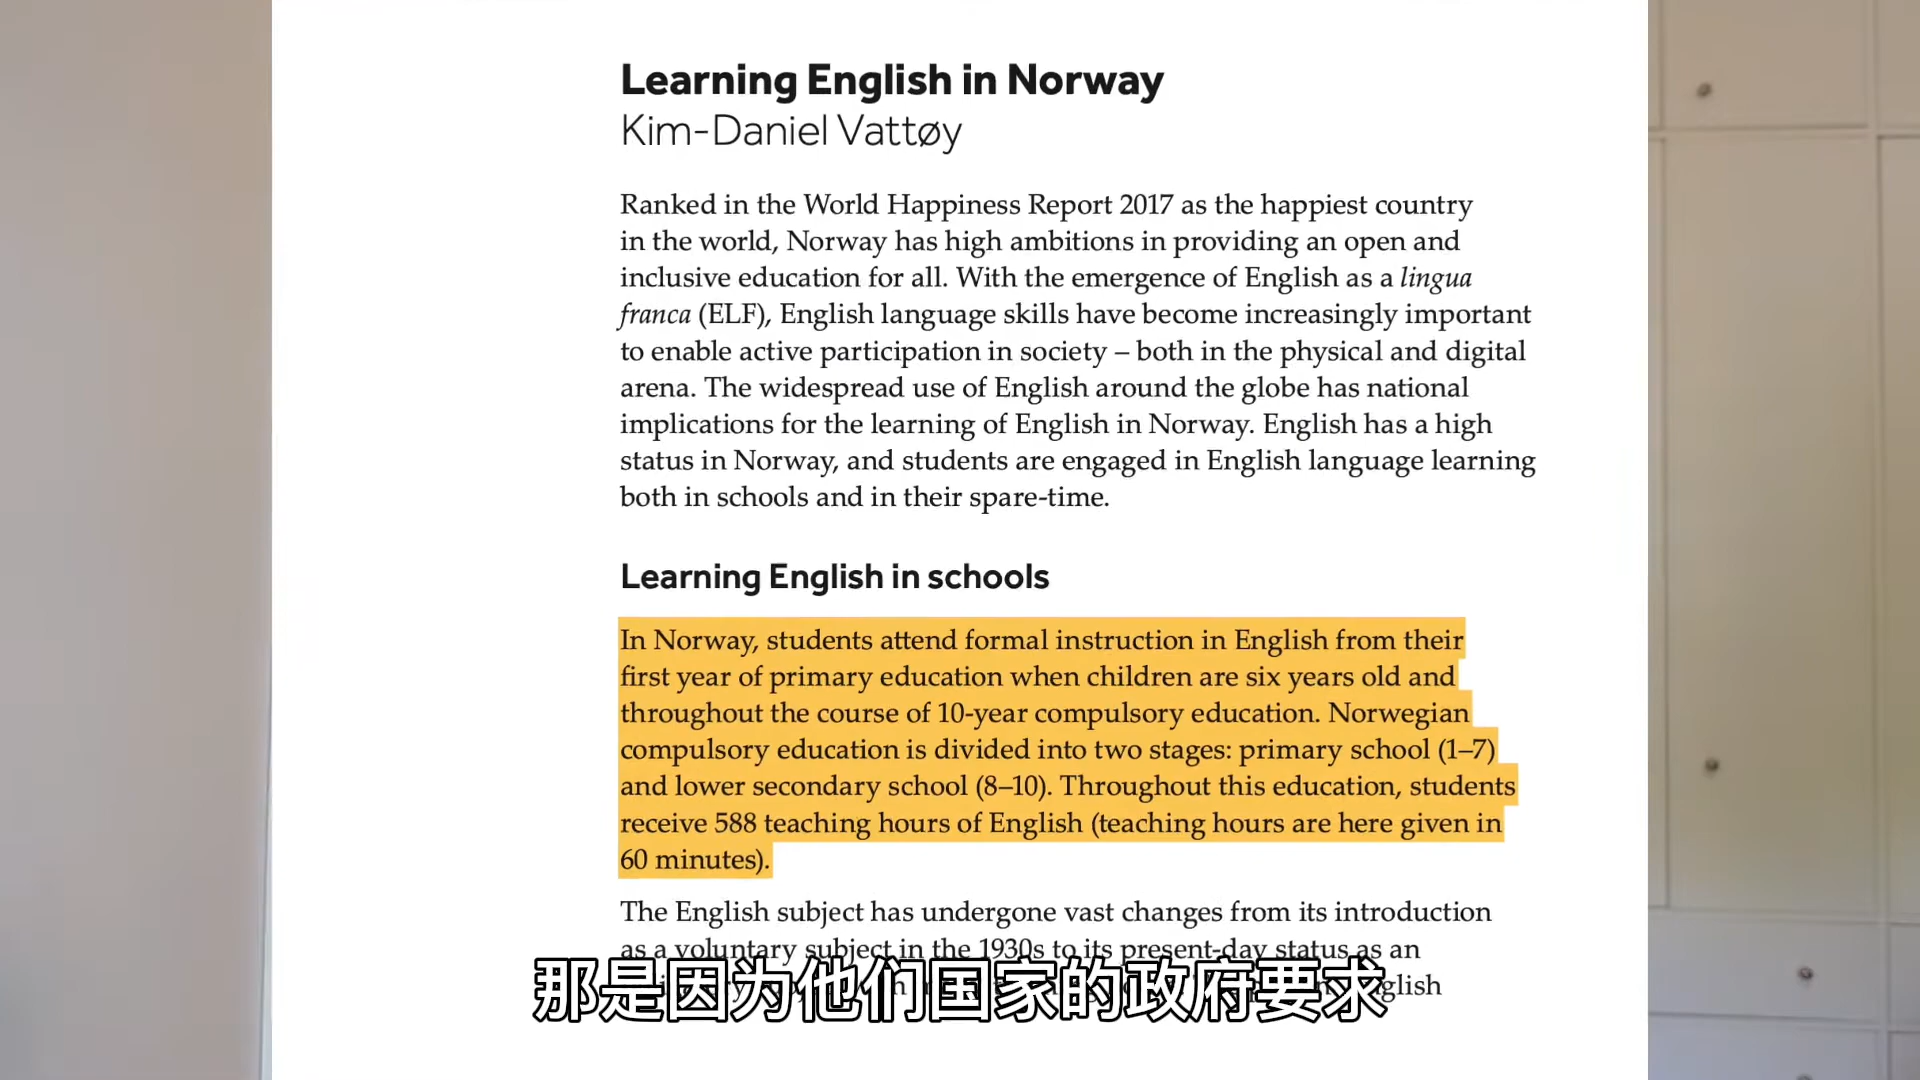 Learning English in Norway
Kim-Daniel Vattøy
Ranked in the World Happiness Report 2017 as the happiest country
in the world, Norway has high ambitions in providing an open and
inclusive education for all. With the emergence of English as a lingua
franca (ELF), English language skills have become increasingly important
to enable active participation in society – both in the physical and digital
arena. The widespread use of English around the globe has national
implications for the learning of English in Norway. English has a high
status in Norway, and students are engaged in English language learning
both in schools and in their spare-time.
Learning English in schools
In Norway, students attend formal instruction in English from their
first year of primary education when children are six years old and
throughout the course of 10-year compulsory education. Norwegian
compulsory education is divided into two stages: primary school (1–7)
and lower secondary school (8–10). Throughout this education, students
receive 588 teaching hours of English (teaching hours are here given in
60 minutes).
The English subject has undergone vast changes from its introduction
as a voluntary subject in the 1930s to its present-day status as an
English
那是因为他们国家的政府要求